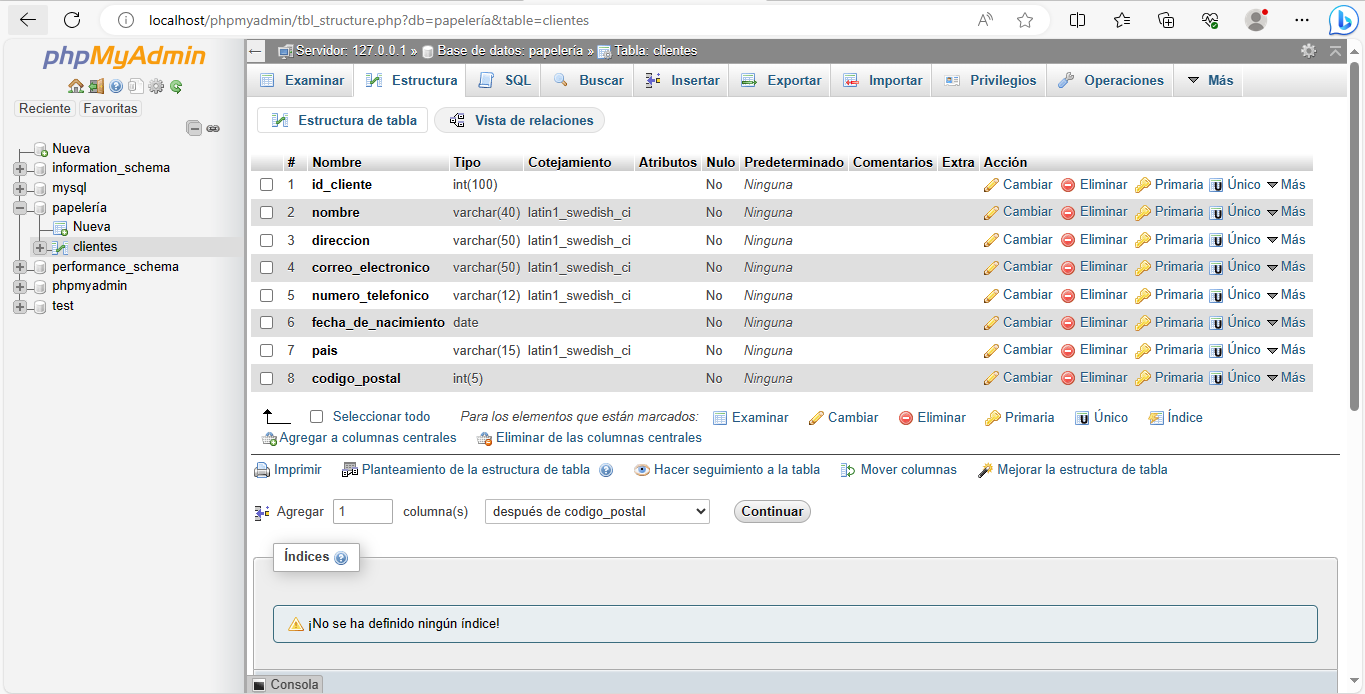 localhost/phpmyadmin/tbl_structure.php?db=papelería&table=clientes
phpMyAdmin
Reciente Favoritas
Nueva
information_schema
mysql
papelería
Nueva
clientes
performance_schema
phpmyadmin
test
Servidor: 127.0.0.1 » Base de datos: papelería » Tabla: clientes
Examinar Estructura SQL Buscar Insertar Exportar Importar Privilegios Operaciones Más
Estructura de tabla Vista de relaciones
# Nombre Tipo Cotejamiento Atributos Nulo Predeterminado Comentarios Extra Acción
1 id_cliente int(100) No Ninguna Cambiar Eliminar Primaria Único Más
2 nombre varchar(40) latin1_swedish_ci No Ninguna Cambiar Eliminar Primaria Único Más
3 direccion varchar(50) latin1_swedish_ci No Ninguna Cambiar Eliminar Primaria Único Más
4 correo_electronico varchar(50) latin1_swedish_ci No Ninguna Cambiar Eliminar Primaria Único Más
5 numero_telefonico varchar(12) latin1_swedish_ci No Ninguna Cambiar Eliminar Primaria Único Más
6 fecha_de_nacimiento date No Ninguna Cambiar Eliminar Primaria Único Más
7 pais varchar(15) latin1_swedish_ci No Ninguna Cambiar Eliminar Primaria Único Más
8 codigo_postal int(5) No Ninguna Cambiar Eliminar Primaria Único Más
Seleccionar todo Para los elementos que están marcados: Examinar Cambiar Eliminar Primaria Único Índice
Agregar a columnas centrales Eliminar de las columnas centrales
Imprimir Planteamiento de la estructura de tabla Hacer seguimiento a la tabla Mover columnas Mejorar la estructura de tabla
Agregar 1 columna(s) después de codigo_postal Continuar
Índices
¡No se ha definido ningún índice!
Consola